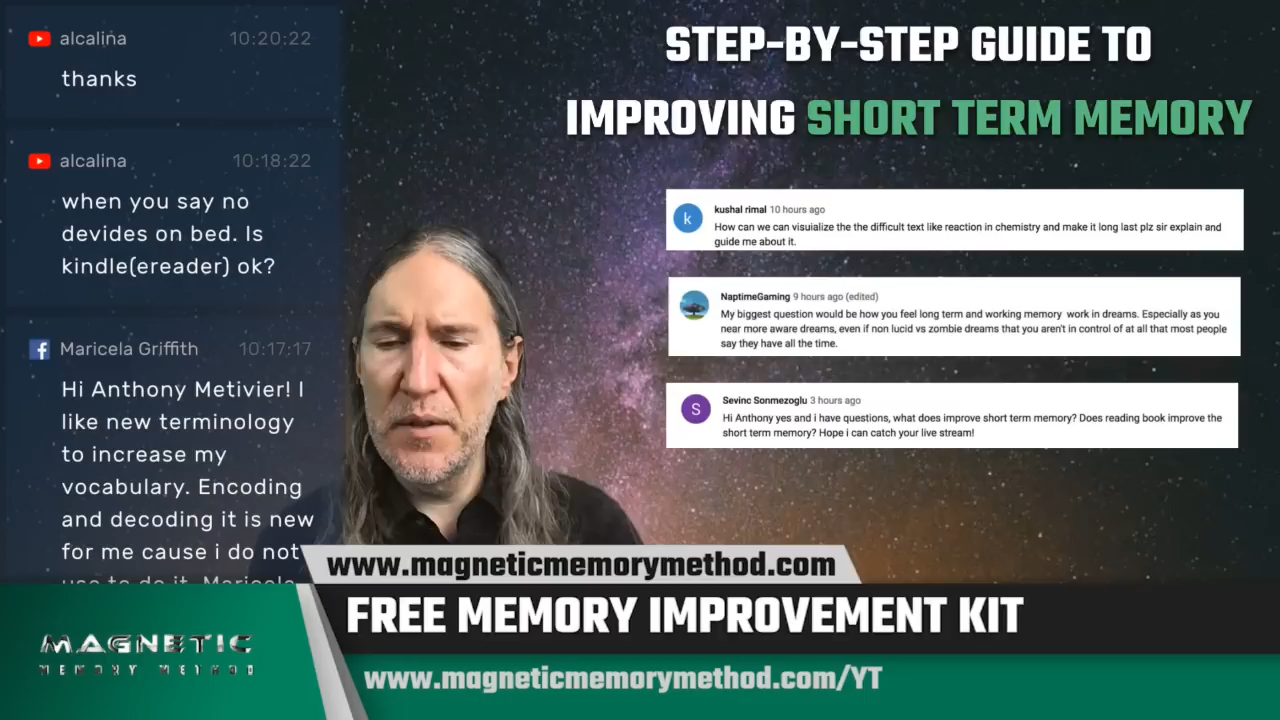 alcalina 10:20:22
thanks
alcalina 10:18:22
when you say no
devides on bed. Is
kindle(ereader) ok?
Maricela Griffith 10:17:17
Hi Anthony Metivier! I
like new terminology
to increase my
vocabulary. Encoding
and decoding it is new
for me cause i do not
use to do it. Maricela
STEP-BY-STEP GUIDE TO
IMPROVING SHORT TERM MEMORY
k
kushal rimal 10 hours ago
How can we can visuialize the the difficult text like reaction in chemistry and make it long last plz sir explain and
guide me about it.
NaptimeGaming 9 hours ago (edited)
My biggest question would be how you feel long term and working memory work in dreams. Especially as you
near more aware dreams, even if non lucid vs zombie dreams that you aren't in control of at all that most people
say they have all the time.
S
Sevinc Sonmezoglu 3 hours ago
Hi Anthony yes and i have questions, what does improve short term memory? Does reading book improve the
short term memory? Hope i can catch your live stream!
www.magneticmemorymethod.com
FREE MEMORY IMPROVEMENT KIT
www.magneticmemorymethod.com/YT
MAGNETIC
MEMORY METHOD